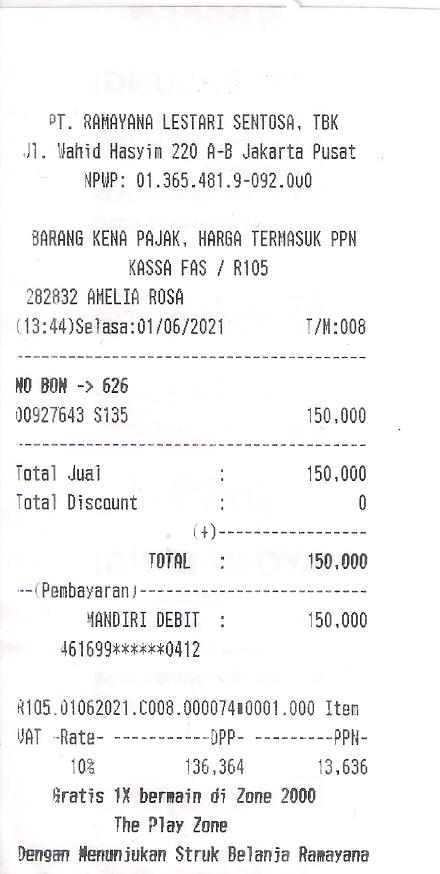 PT. RAMAYANA LESTARI SENTOSA, TBK
Jl. Wahid Hasyim 220 A-B Jakarta Pusat
NPWP: 01.365.481.9-092.000
BARANG KENA PAJAK, HARGA TERMASUK PPN
KASSA FAS / R105
282832 AMELIA ROSA
(13:44)Selasa:01/06/2021 T/M:008
--------------------------------------
NO BON -> 626
00927643 S135 150,000
--------------------------------------
Total Jual : 150,000
Total Discount : 0
(+)-----------------
TOTAL : 150,000
--(Pembayaran)------------------------
MANDIRI DEBIT : 150,000
461699******0412
R105.01062021.C008.000074#0001.000 Item
VAT -Rate- -----------DPP- ---------PPN-
10% 136,364 13,636
Gratis 1X bermain di Zone 2000
The Play Zone
Dengan Menunjukan Struk Belanja Ramayana